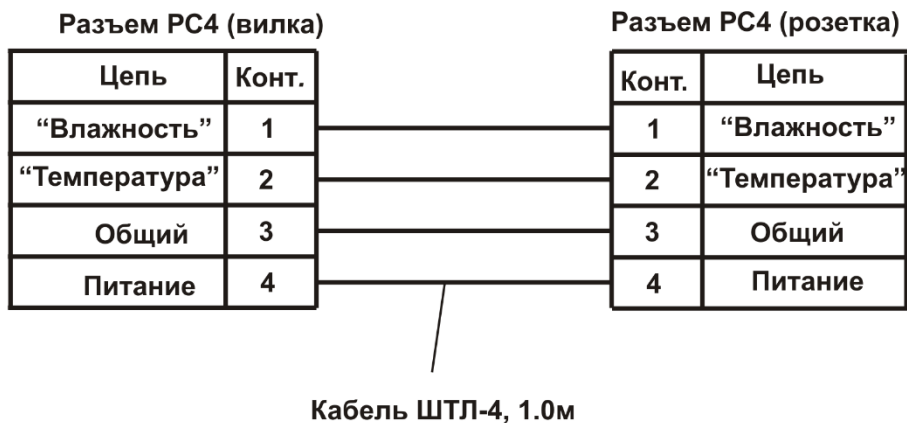 Разъем РС4 (вилка)
Разъем РС4 (розетка)
Цепь Конт.
Конт. Цепь
“Влажность” 1
1 “Влажность”
“Температура” 2
2 “Температура”
Общий 3
3 Общий
Питание 4
4 Питание
Кабель ШТЛ-4, 1.0м